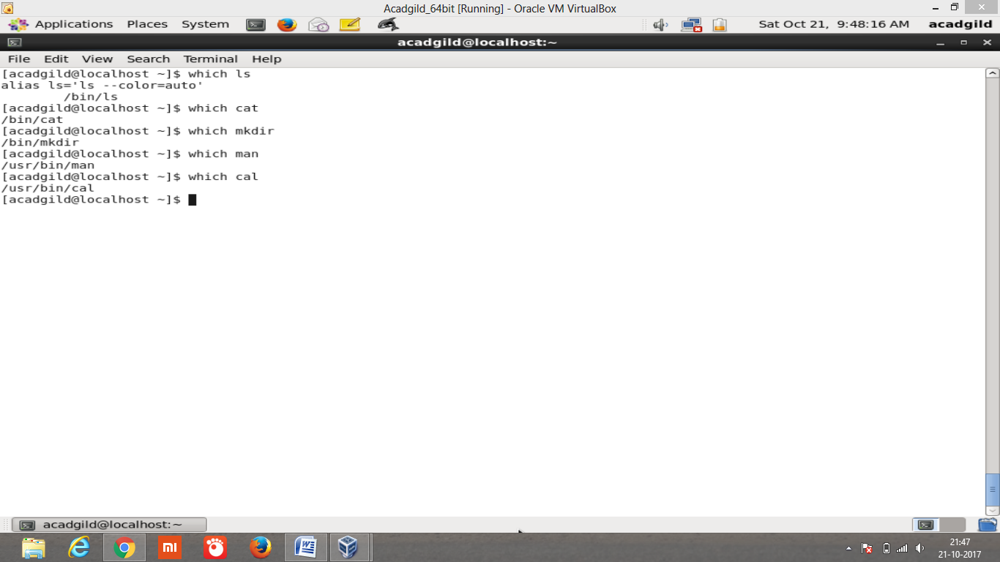 Acadgild_64bit [Running] - Oracle VM VirtualBox
Applications Places System Sat Oct 21, 9:48:16 AM acadgild
acadgild@localhost:~
File Edit View Search Terminal Help
[acadgild@localhost ~]$ which ls
alias ls='ls --color=auto'
        /bin/ls
[acadgild@localhost ~]$ which cat
/bin/cat
[acadgild@localhost ~]$ which mkdir
/bin/mkdir
[acadgild@localhost ~]$ which man
/usr/bin/man
[acadgild@localhost ~]$ which cal
/usr/bin/cal
[acadgild@localhost ~]$
acadgild@localhost:~
mi
21:47
21-10-2017